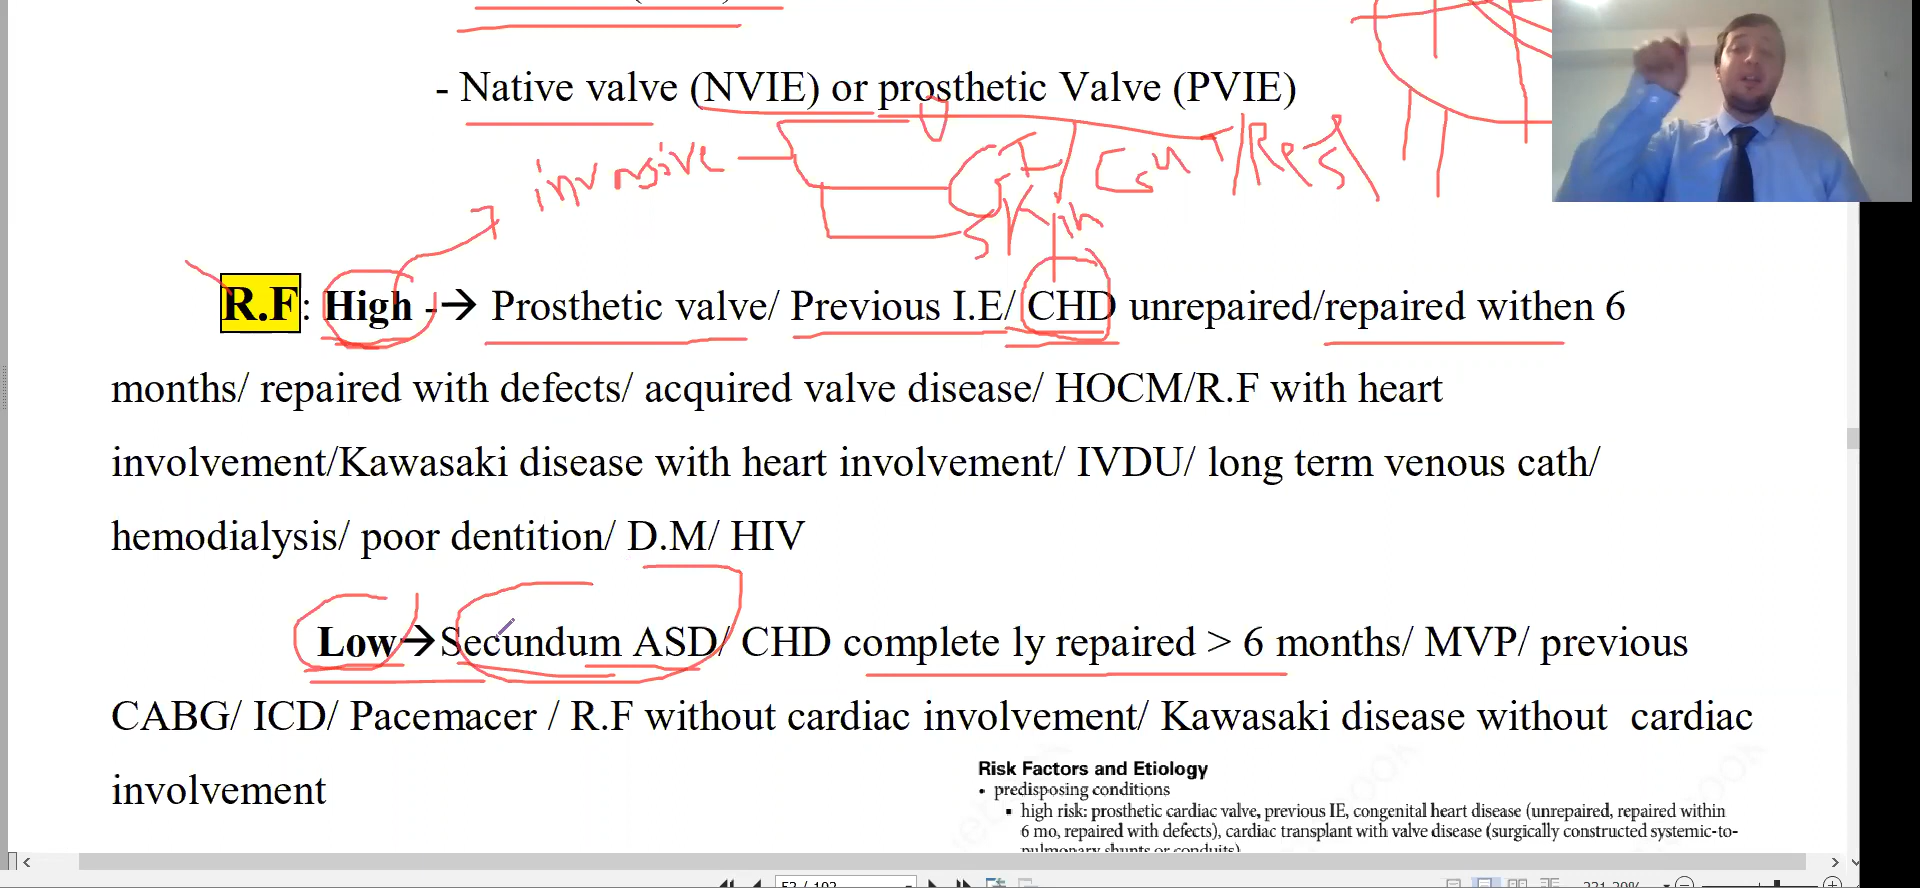 - Native valve (NVIE) or prosthetic Valve (PVIE)
invasive
GI
Skin
R.F: High -→ Prosthetic valve/ Previous I.E/ CHD unrepaired/repaired withen 6
months/ repaired with defects/ acquired valve disease/ HOCM/R.F with heart
involvement/Kawasaki disease with heart involvement/ IVDU/ long term venous cath/
hemodialysis/ poor dentition/ D.M/ HIV
Low→Secundum ASD/ CHD complete ly repaired > 6 months/ MVP/ previous
CABG/ ICD/ Pacemacer / R.F without cardiac involvement/ Kawasaki disease without cardiac
involvement
Risk Factors and Etiology
• predisposing conditions
▪ high risk: prosthetic cardiac valve, previous IE, congenital heart disease (unrepaired, repaired within
6 mo, repaired with defects), cardiac transplant with valve disease (surgically constructed systemic-to-
pulmonary shunts or conduits)